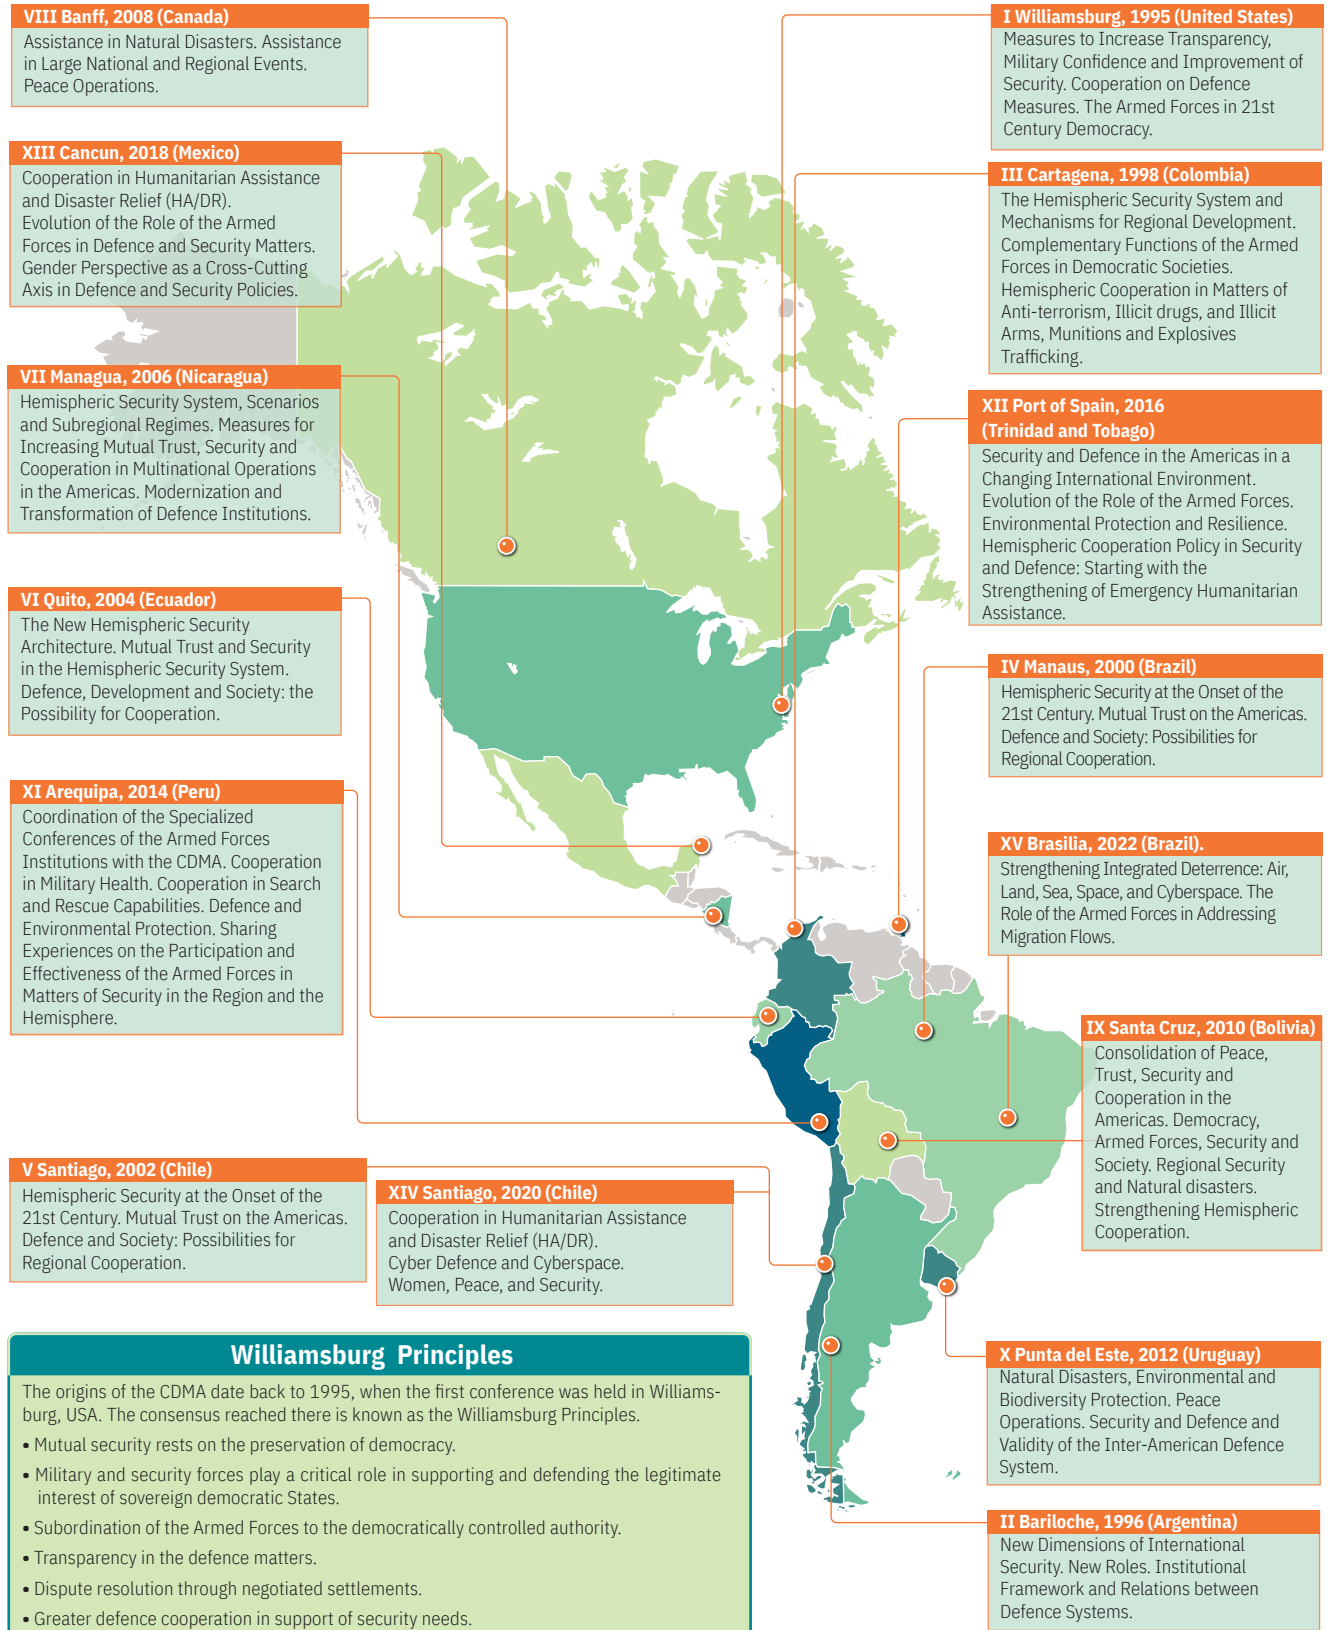 VIII Banff, 2008 (Canada)
Assistance in Natural Disasters. Assistance
in Large National and Regional Events.
Peace Operations.
XIII Cancun, 2018 (Mexico)
Cooperation in Humanitarian Assistance
and Disaster Relief (HA/DR).
Evolution of the Role of the Armed
Forces in Defence and Security Matters.
Gender Perspective as a Cross-Cutting
Axis in Defence and Security Policies.
VII Managua, 2006 (Nicaragua)
Hemispheric Security System, Scenarios
and Subregional Regimes. Measures for
Increasing Mutual Trust, Security and
Cooperation in Multinational Operations
in the Americas. Modernization and
Transformation of Defence Institutions.
VI Quito, 2004 (Ecuador)
The New Hemispheric Security
Architecture. Mutual Trust and Security
in the Hemispheric Security System.
Defence, Development and Society: the
Possibility for Cooperation.
XI Arequipa, 2014 (Peru)
Coordination of the Specialized
Conferences of the Armed Forces
Institutions with the CDMA. Cooperation
in Military Health. Cooperation in Search
and Rescue Capabilities. Defence and
Environmental Protection. Sharing
Experiences on the Participation and
Effectiveness of the Armed Forces in
Matters of Security in the Region and the
Hemisphere.
V Santiago, 2002 (Chile)
Hemispheric Security at the Onset of the
21st Century. Mutual Trust on the Americas.
Defence and Society: Possibilities for
Regional Cooperation.
XIV Santiago, 2020 (Chile)
Cooperation in Humanitarian Assistance
and Disaster Relief (HA/DR).
Cyber Defence and Cyberspace.
Women, Peace, and Security.
I Williamsburg, 1995 (United States)
Measures to Increase Transparency,
Military Confidence and Improvement of
Security. Cooperation on Defence
Measures. The Armed Forces in 21st
Century Democracy.
III Cartagena, 1998 (Colombia)
The Hemispheric Security System and
Mechanisms for Regional Development.
Complementary Functions of the Armed
Forces in Democratic Societies.
Hemispheric Cooperation in Matters of
Anti-terrorism, Illicit drugs, and Illicit
Arms, Munitions and Explosives
Trafficking.
XII Port of Spain, 2016
(Trinidad and Tobago)
Security and Defence in the Americas in a
Changing International Environment.
Evolution of the Role of the Armed Forces.
Environmental Protection and Resilience.
Hemispheric Cooperation Policy in Security
and Defence: Starting with the
Strengthening of Emergency Humanitarian
Assistance.
IV Manaus, 2000 (Brazil)
Hemispheric Security at the Onset of the
21st Century. Mutual Trust on the Americas.
Defence and Society: Possibilities for
Regional Cooperation.
XV Brasilia, 2022 (Brazil).
Strengthening Integrated Deterrence: Air,
Land, Sea, Space, and Cyberspace. The
Role of the Armed Forces in Addressing
Migration Flows.
IX Santa Cruz, 2010 (Bolivia)
Consolidation of Peace,
Trust, Security and
Cooperation in the
Americas. Democracy,
Armed Forces, Security and
Society. Regional Security
and Natural disasters.
Strengthening Hemispheric
Cooperation.
X Punta del Este, 2012 (Uruguay)
Natural Disasters, Environmental and
Biodiversity Protection. Peace
Operations. Security and Defence and
Validity of the Inter-American Defence
System.
II Bariloche, 1996 (Argentina)
New Dimensions of International
Security. New Roles. Institutional
Framework and Relations between
Defence Systems.
Williamsburg Principles
The origins of the CDMA date back to 1995, when the first conference was held in Williams-
burg, USA. The consensus reached there is known as the Williamsburg Principles.
• Mutual security rests on the preservation of democracy.
• Military and security forces play a critical role in supporting and defending the legitimate
interest of sovereign democratic States.
• Subordination of the Armed Forces to the democratically controlled authority.
• Transparency in the defence matters.
• Dispute resolution through negotiated settlements.
• Greater defence cooperation in support of security needs.